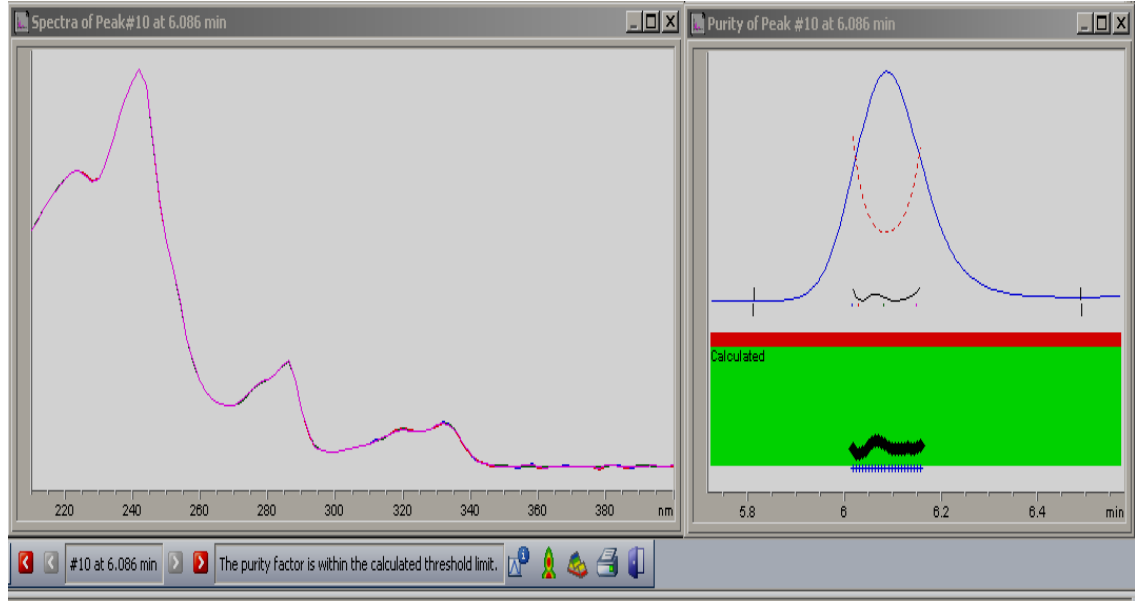 Spectra of Peak#10 at 6.086 min
Purity of Peak #10 at 6.086 min
Calculated
220 240 260 280 300 320 340 360 380 nm
5.8 6 6.2 6.4 min
#10 at 6.086 min
The purity factor is within the calculated threshold limit.